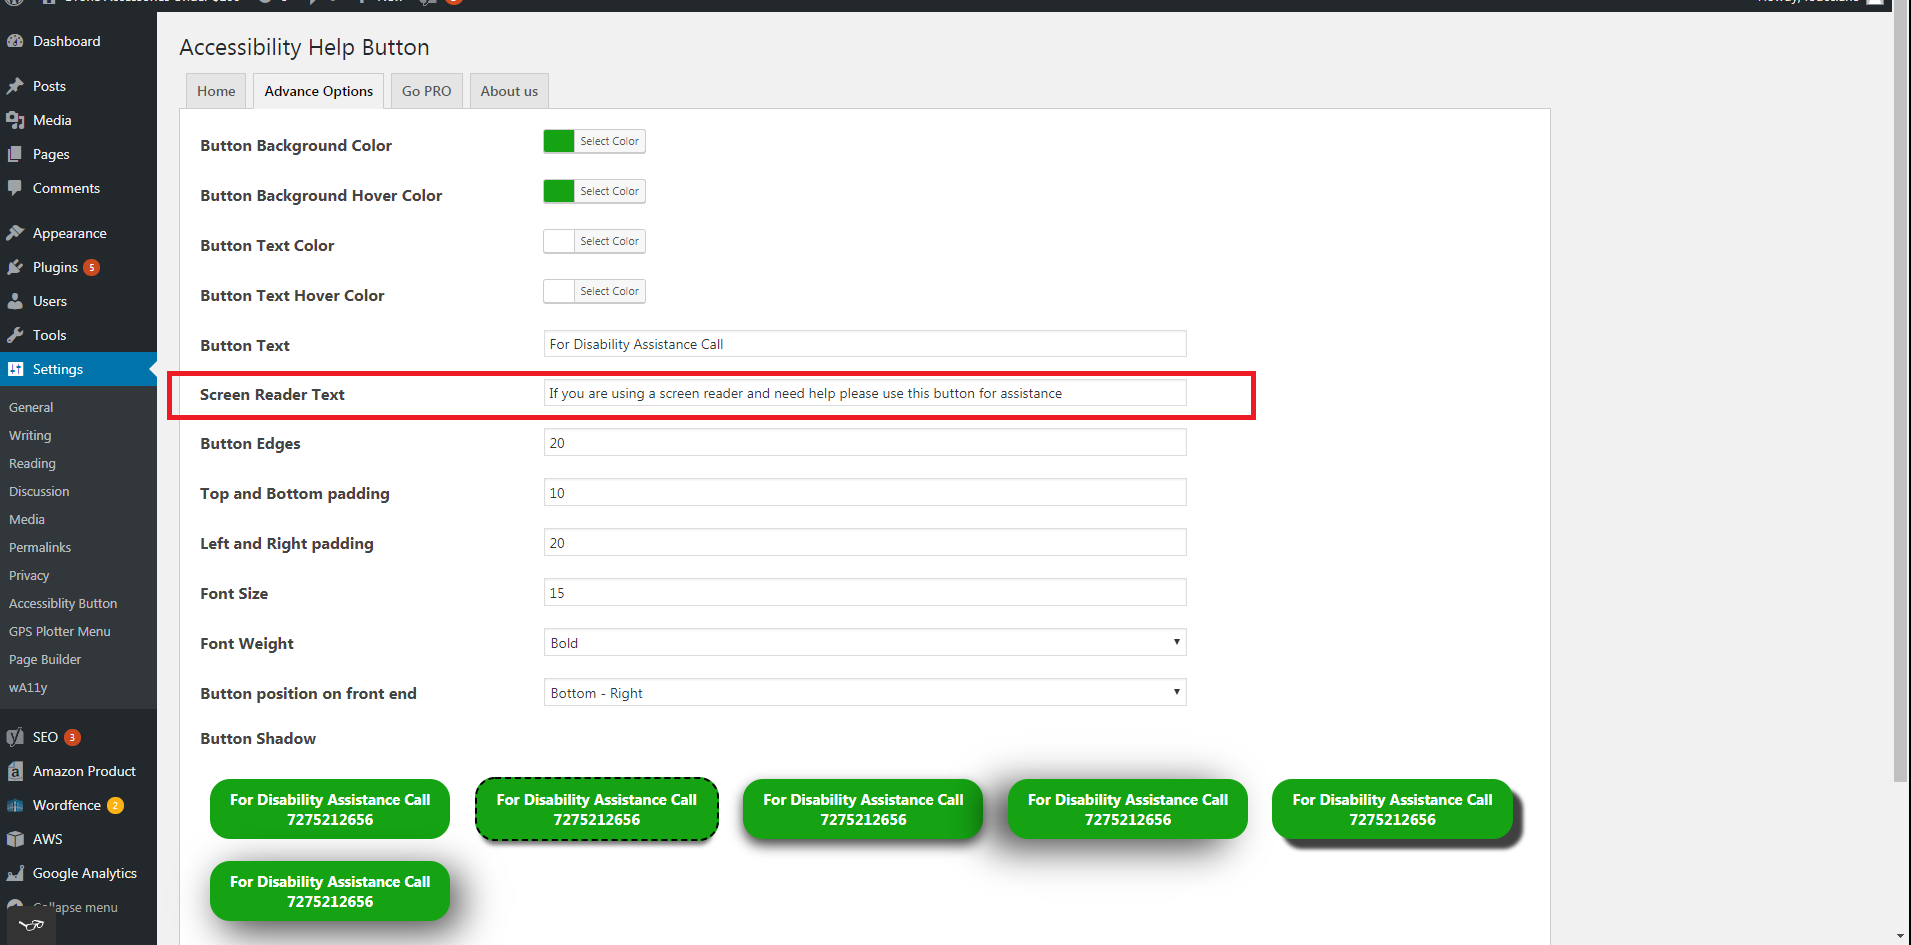 Dashboard
Posts
Media
Pages
Comments
Appearance
Plugins 5
Users
Tools
Settings
General
Writing
Reading
Discussion
Media
Permalinks
Privacy
Accessiblity Button
GPS Plotter Menu
Page Builder
wA11y
SEO 3
Amazon Product
Wordfence 2
AWS
Google Analytics
Collapse menu
Accessibility Help Button
Home
Advance Options
Go PRO
About us
Button Background Color
Select Color
Button Background Hover Color
Select Color
Button Text Color
Select Color
Button Text Hover Color
Select Color
Button Text
For Disability Assistance Call
Screen Reader Text
If you are using a screen reader and need help please use this button for assistance
Button Edges
20
Top and Bottom padding
10
Left and Right padding
20
Font Size
15
Font Weight
Bold
Button position on front end
Bottom - Right
Button Shadow
For Disability Assistance Call
7275212656
For Disability Assistance Call
7275212656
For Disability Assistance Call
7275212656
For Disability Assistance Call
7275212656
For Disability Assistance Call
7275212656
For Disability Assistance Call
7275212656